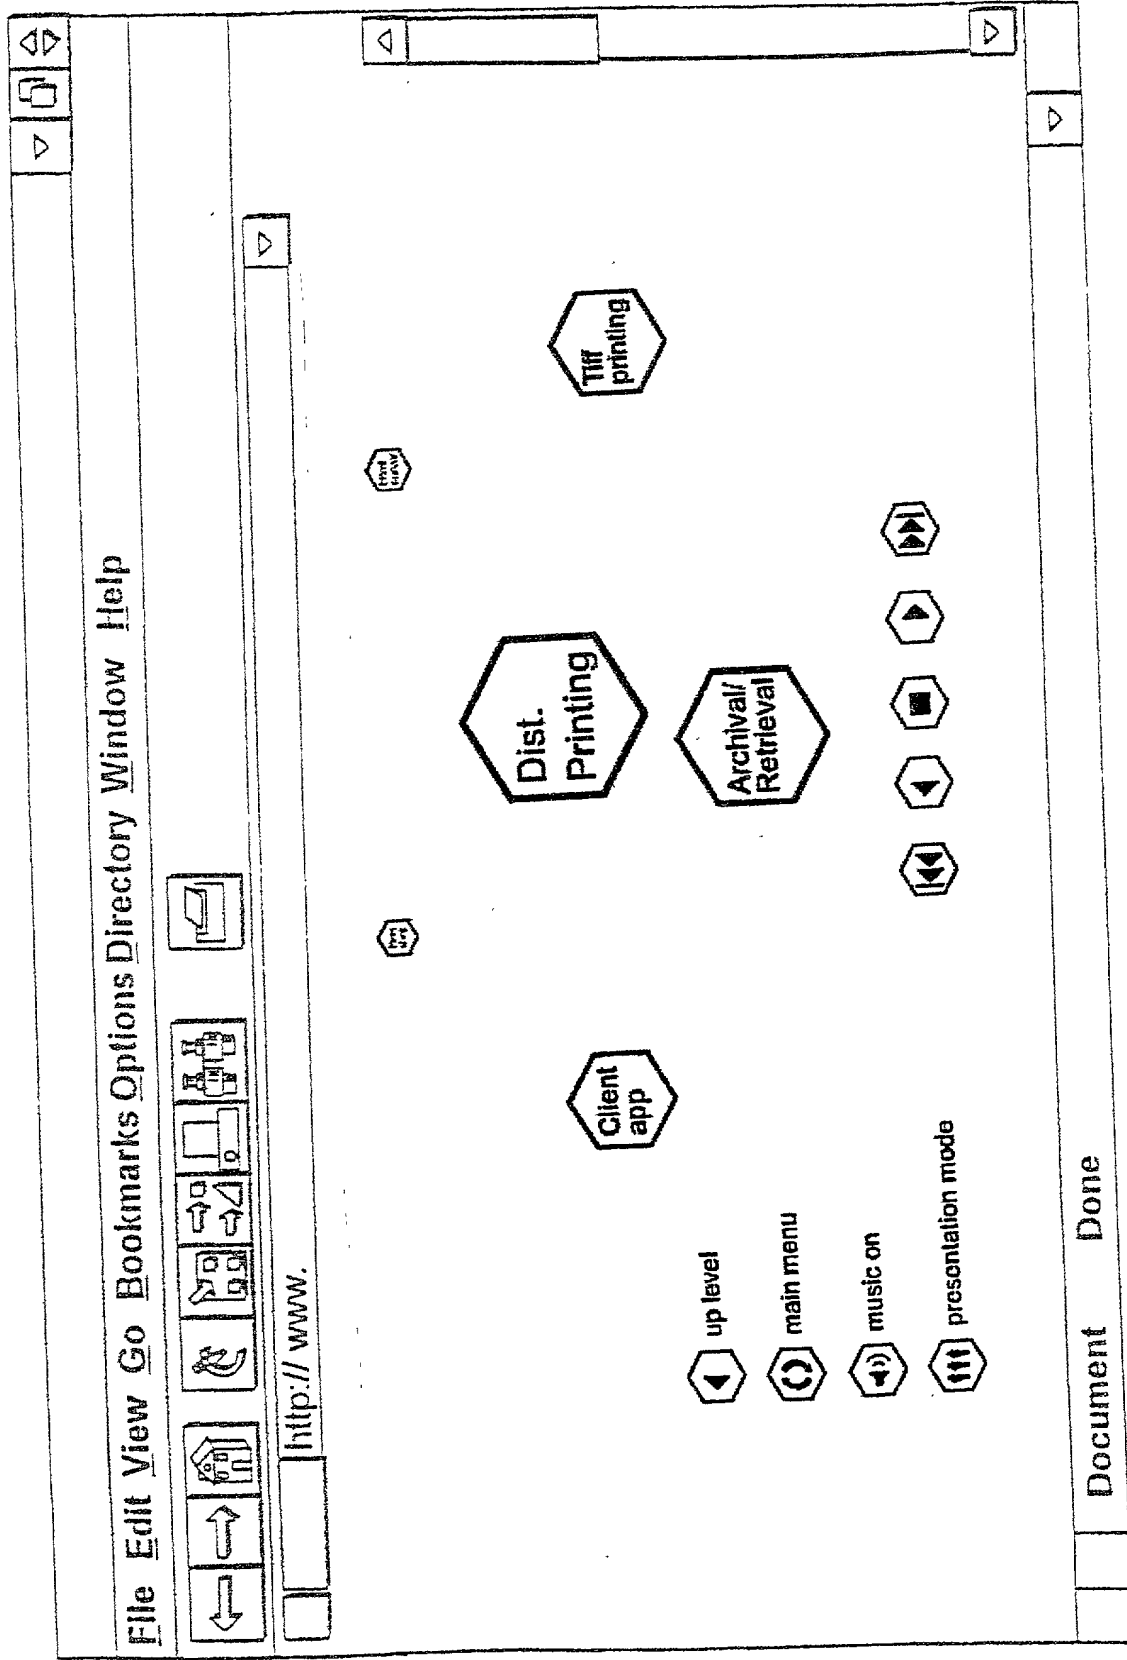 File Edit View Go Bookmarks Options Directory Window Help
http:// www.
Dist.
Printing
Client
app
Tiff
printing
Archival/
Retrieval
up level
main menu
music on
presentation mode
Document Done